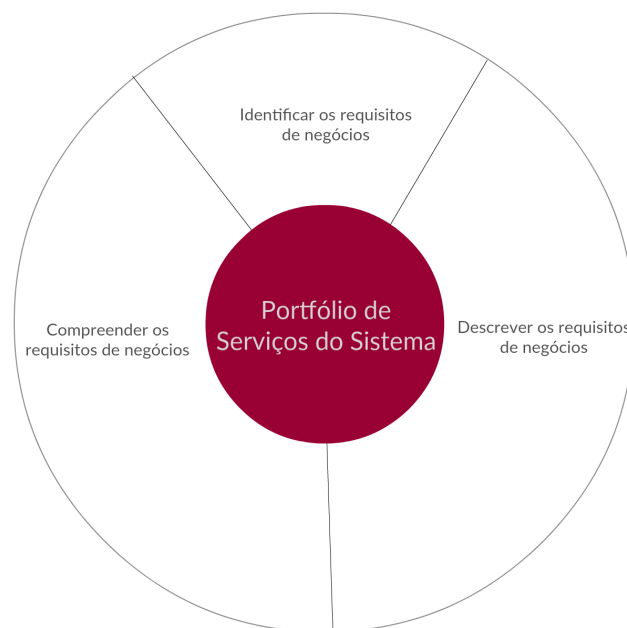 Identificar os requisitos
de negócios
Portfólio de
Serviços do Sistema
Compreender os
requisitos de negócios
Descrever os requisitos
de negócios